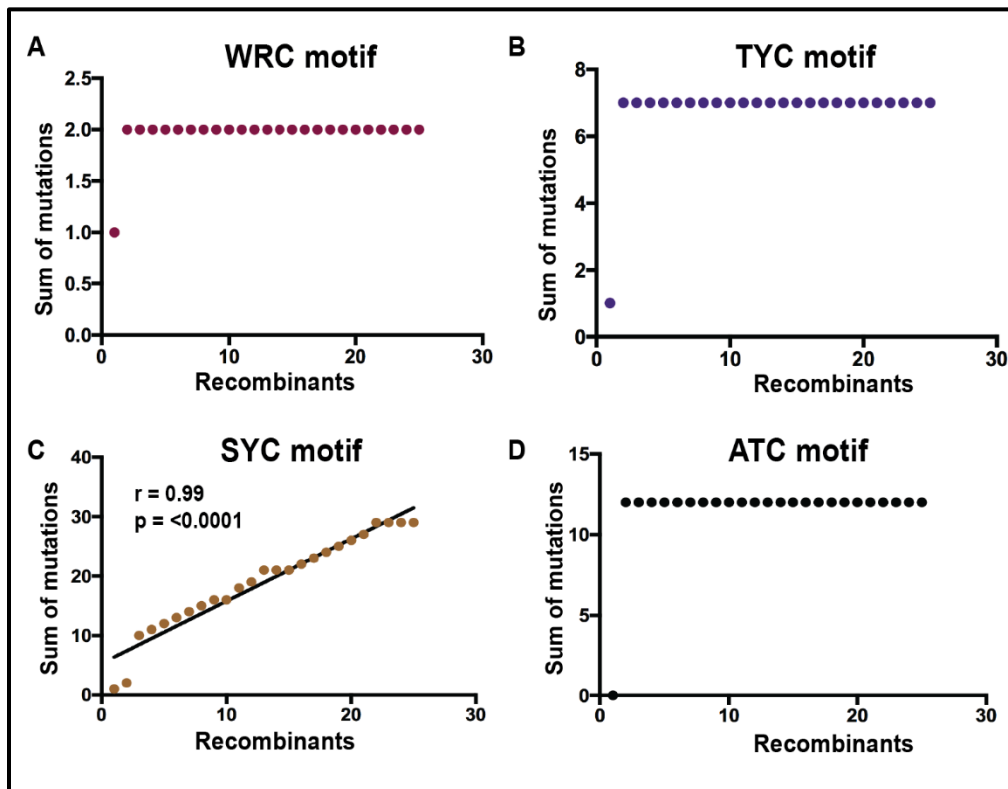 A
WRC motif
Sum of mutations
2.5
2.0
1.5
1.0
0.5
0.0
0 10 20 30
Recombinants
B
TYC motif
Sum of mutations
8
6
4
2
0
0 10 20 30
Recombinants
C
SYC motif
r = 0.99
p = <0.0001
Sum of mutations
40
30
20
10
0
0 10 20 30
Recombinants
D
ATC motif
Sum of mutations
15
10
5
0
0 10 20 30
Recombinants